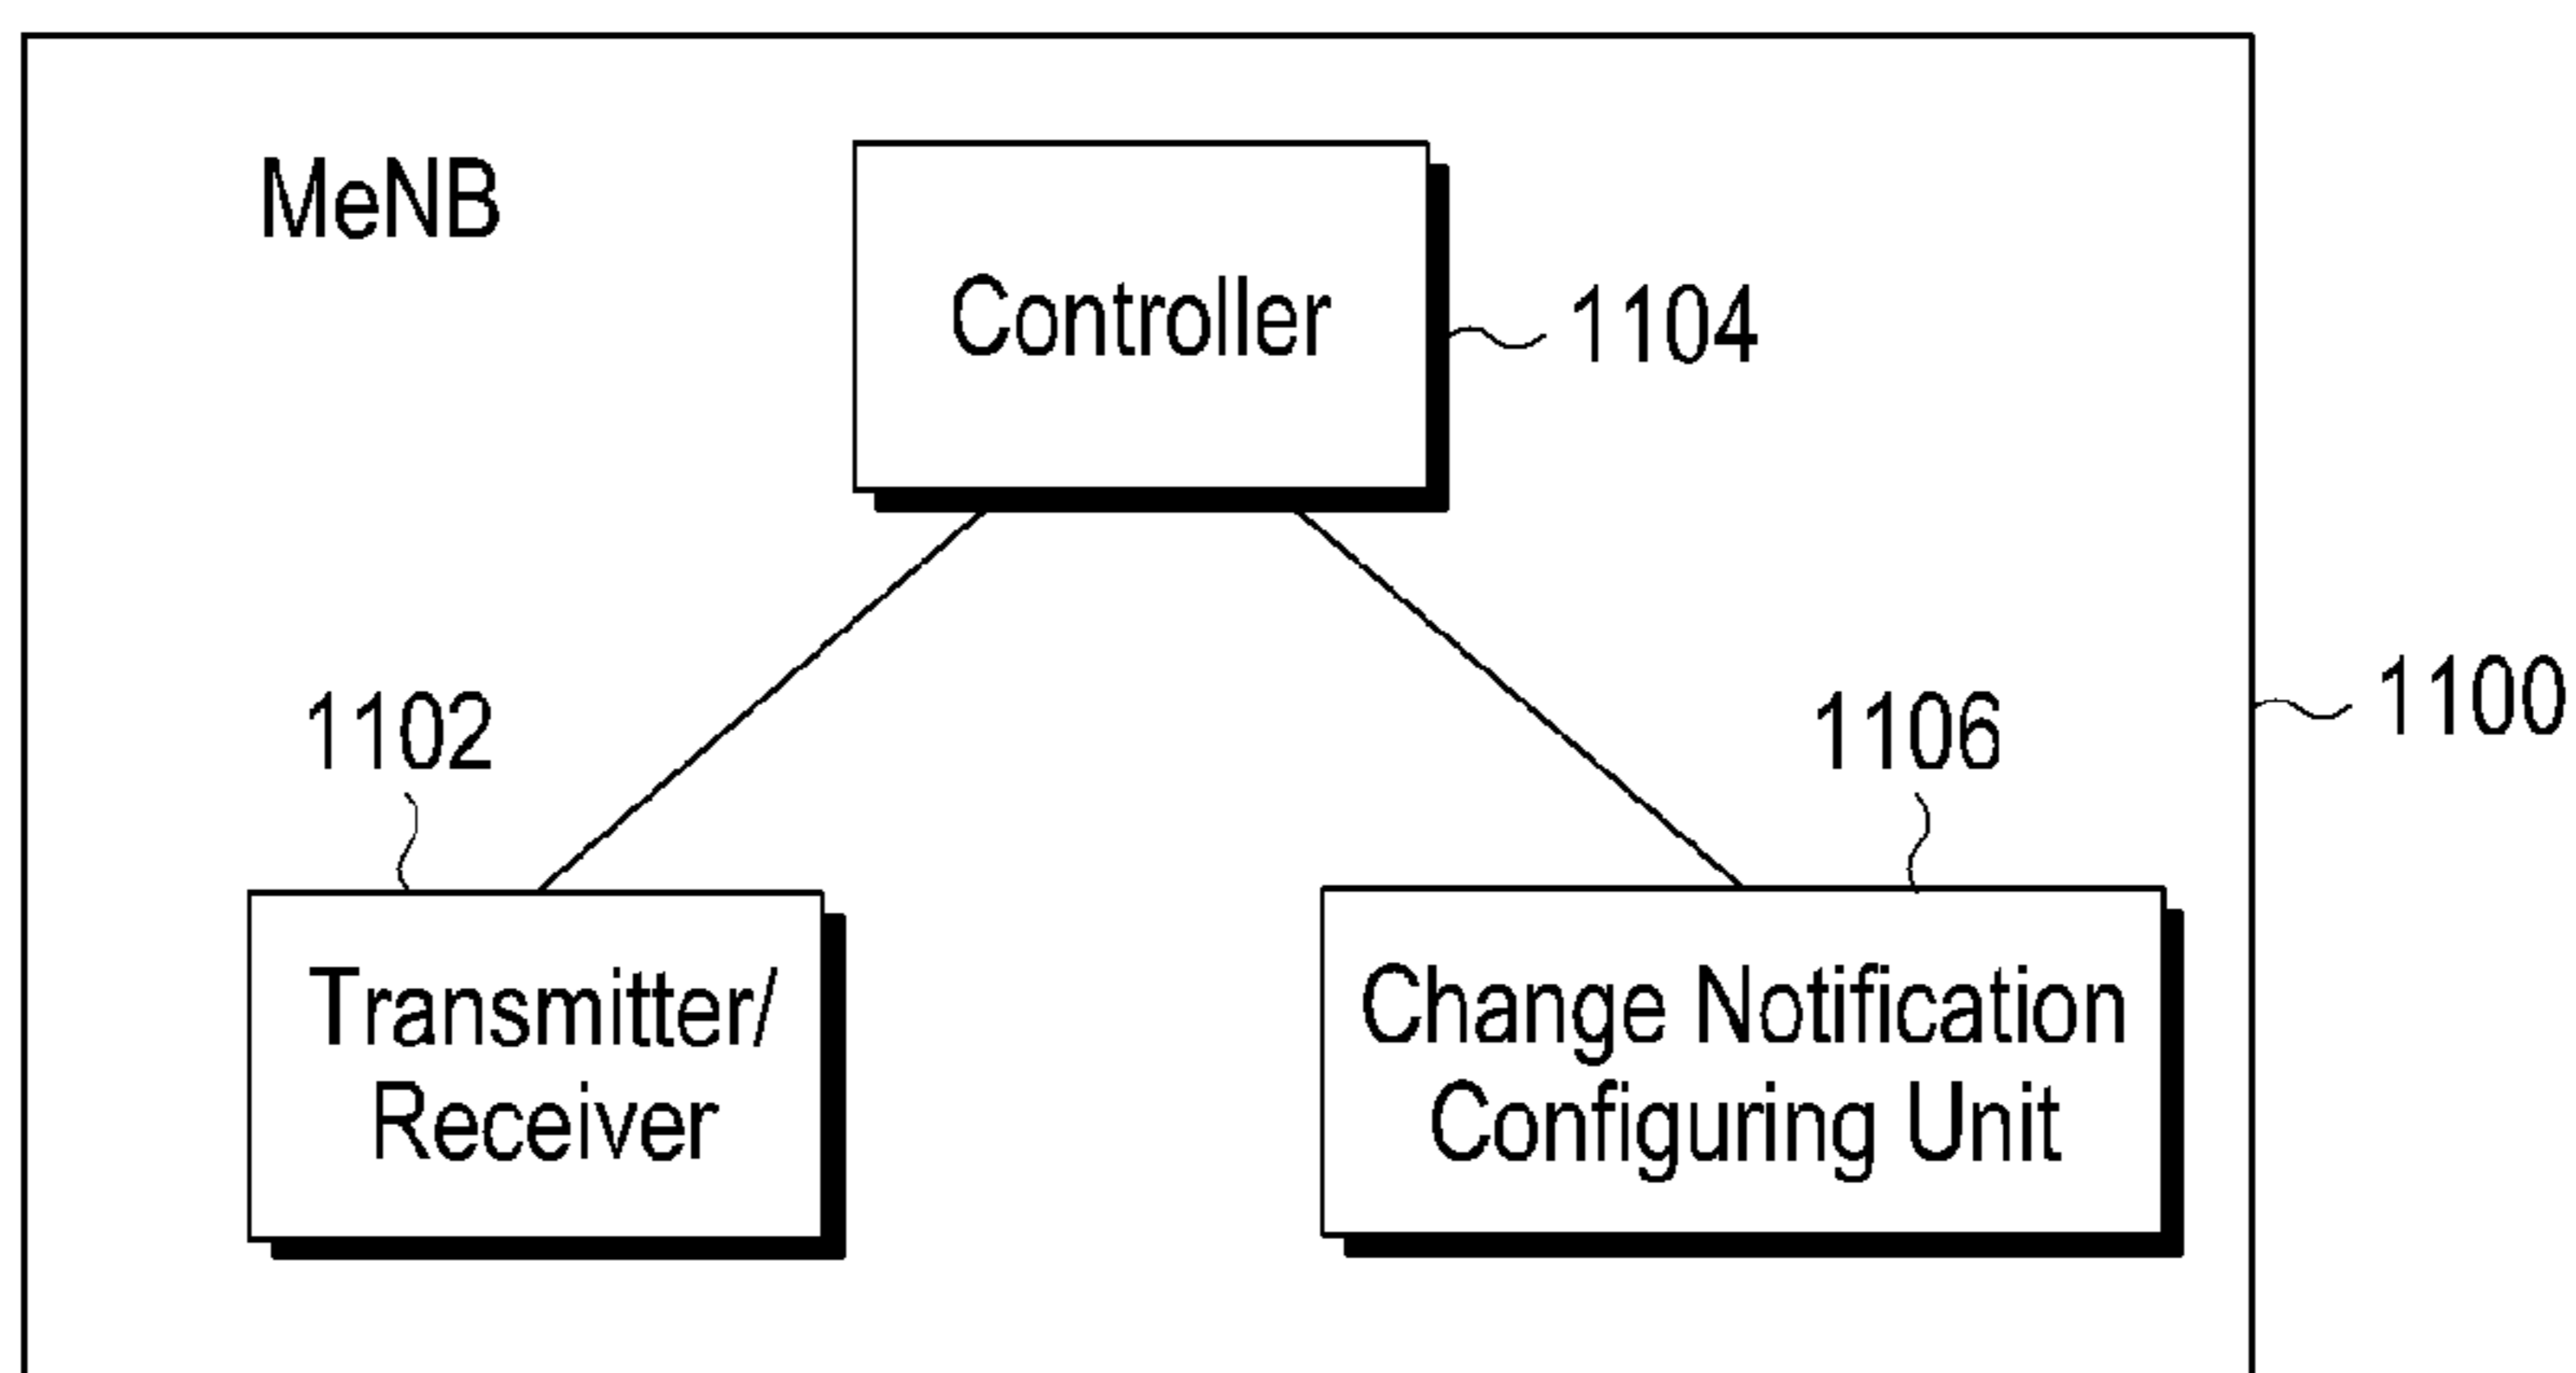 MeNB
Controller
1104
1100
1102
1106
Transmitter/
Receiver
Change Notification
Configuring Unit